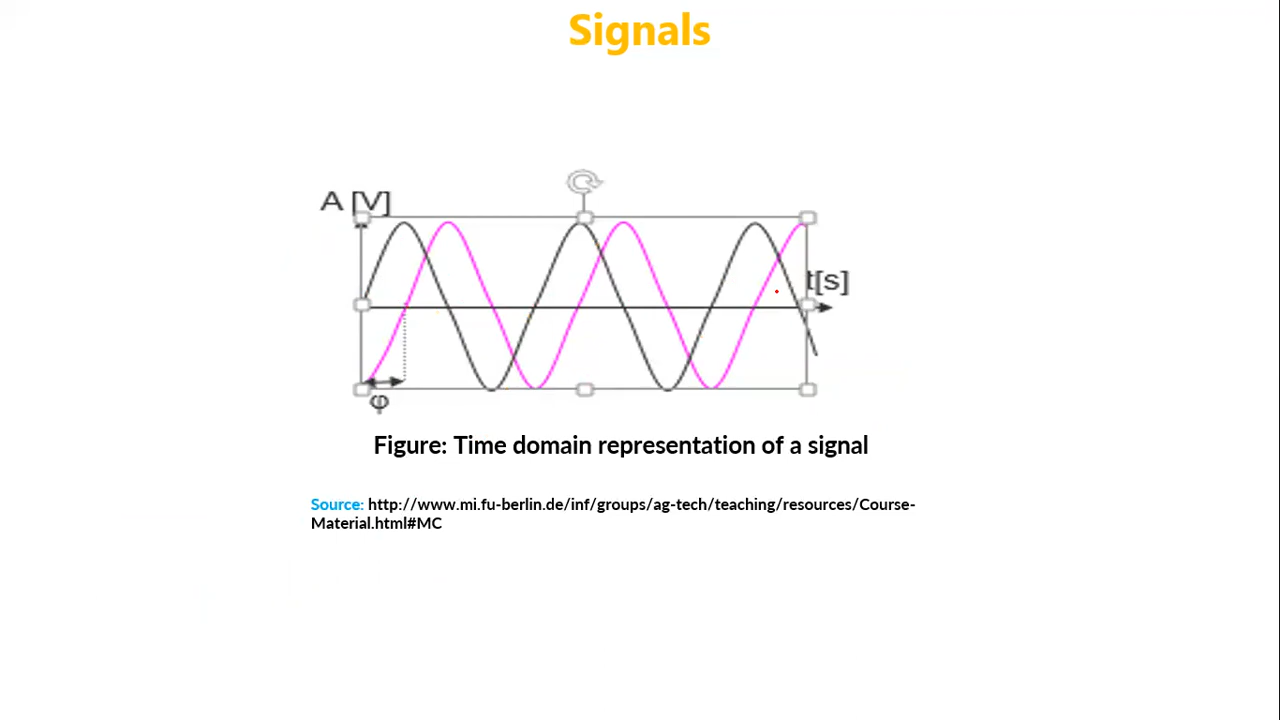 Signals
A [V]
t[s]
φ
Figure: Time domain representation of a signal
Source: http://www.mi.fu-berlin.de/inf/groups/ag-tech/teaching/resources/Course-
Material.html#MC